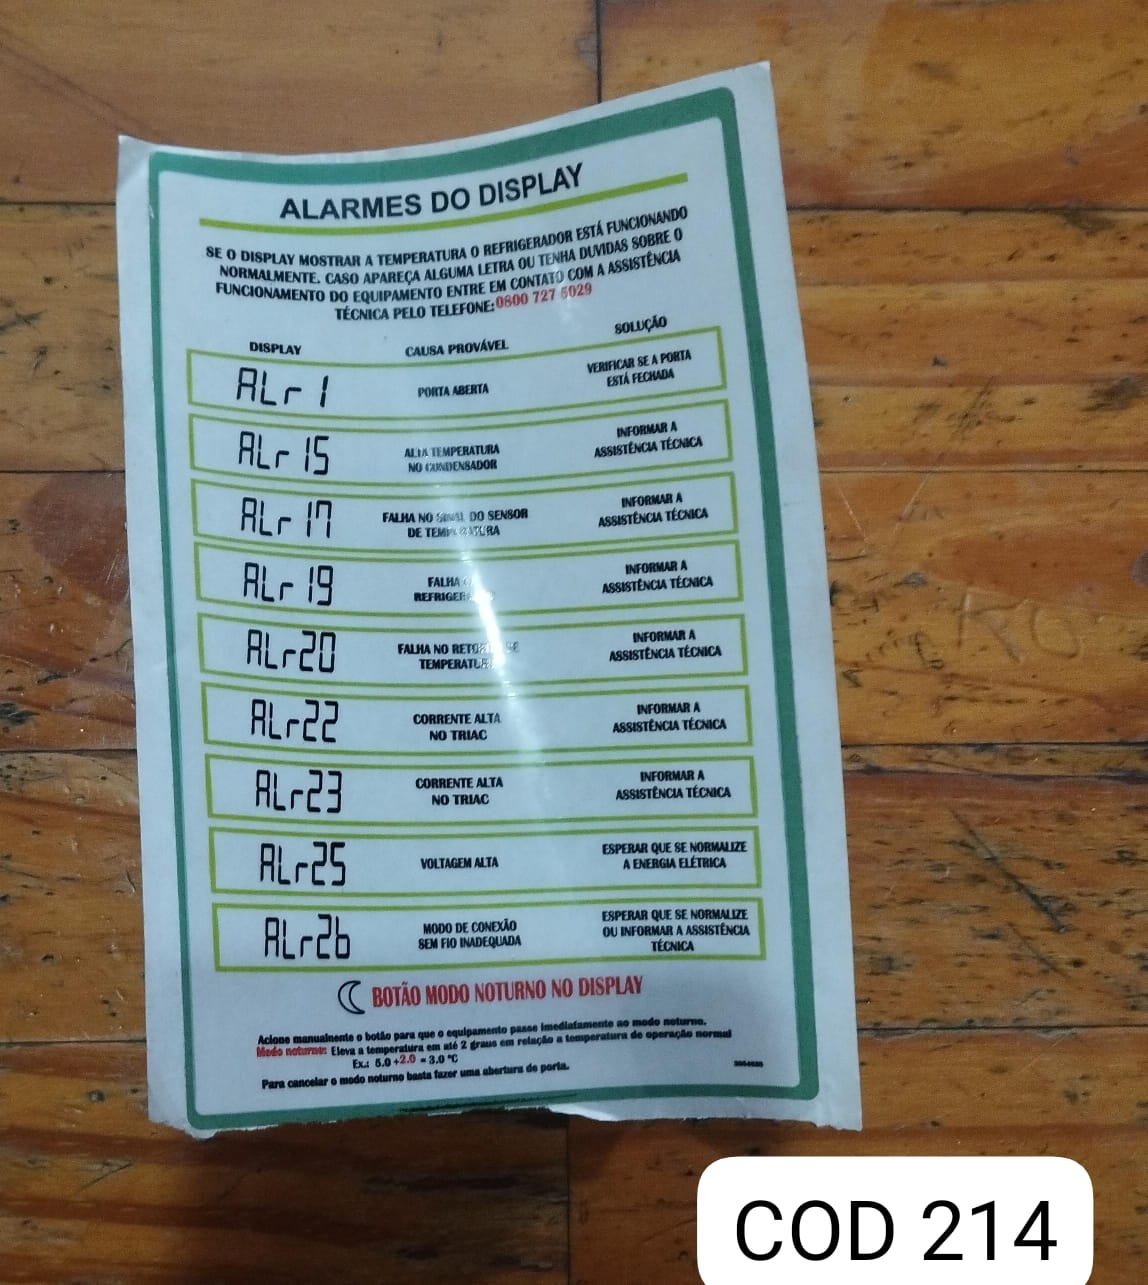 ALARMES DO DISPLAY
SE O DISPLAY MOSTRAR A TEMPERATURA O REFRIGERADOR ESTÁ FUNCIONANDO
NORMALMENTE. CASO APAREÇA ALGUMA LETRA OU TENHA DUVIDAS SOBRE O
FUNCIONAMENTO DO EQUIPAMENTO ENTRE EM CONTATO COM A ASSISTÊNCIA
TÉCNICA PELO TELEFONE: 0800 727 5029
DISPLAY CAUSA PROVÁVEL SOLUÇÃO
ALr 1 PORTA ABERTA VERIFICAR SE A PORTA
ESTÁ FECHADA
ALr 15 ALTA TEMPERATURA
NO CONDENSADOR
INFORMAR A
ASSISTÊNCIA TÉCNICA
ALr 17 FALHA NO SINAL DO SENSOR
DE TEMPERATURA
INFORMAR A
ASSISTÊNCIA TÉCNICA
ALr 19 FALHA
INFORMAR A
ASSISTÊNCIA TÉCNICA
ALr20 FALHA NO
TEMPERATURA
INFORMAR A
ASSISTÊNCIA TÉCNICA
ALr22 CORRENTE ALTA
NO TRIAC
INFORMAR A
ASSISTÊNCIA TÉCNICA
ALr23 CORRENTE ALTA
NO TRIAC
INFORMAR A
ASSISTÊNCIA TÉCNICA
ALr25 VOLTAGEM ALTA
ESPERAR QUE SE NORMALIZE
A ENERGIA ELÉTRICA
ALr26 MODO DE CONEXÃO
SEM FIO INADEQUADA
ESPERAR QUE SE NORMALIZE
OU INFORMAR A ASSISTÊNCIA
TÉCNICA
BOTÃO MODO NOTURNO NO DISPLAY
Acione manualmente o botão para que o equipamento passe imediatamente ao modo noturno.
Modo noturno: Eleva a temperatura em até 2 graus em relação a temperatura de operação normal
Ex.: 5.0 +2.0 = 3.0 °C
Para cancelar o modo noturno basta fazer uma abertura de porta.
COD 214